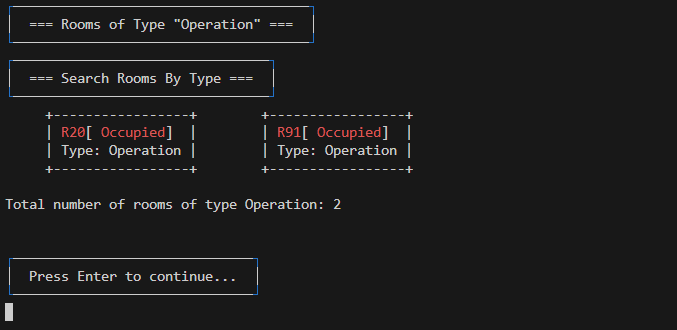 === Rooms of Type "Operation" ===
=== Search Rooms By Type ===
+-----------------+ +-----------------+
| R20[ Occupied] | | R91[ Occupied] |
| Type: Operation | | Type: Operation |
+-----------------+ +-----------------+
Total number of rooms of type Operation: 2
Press Enter to continue...